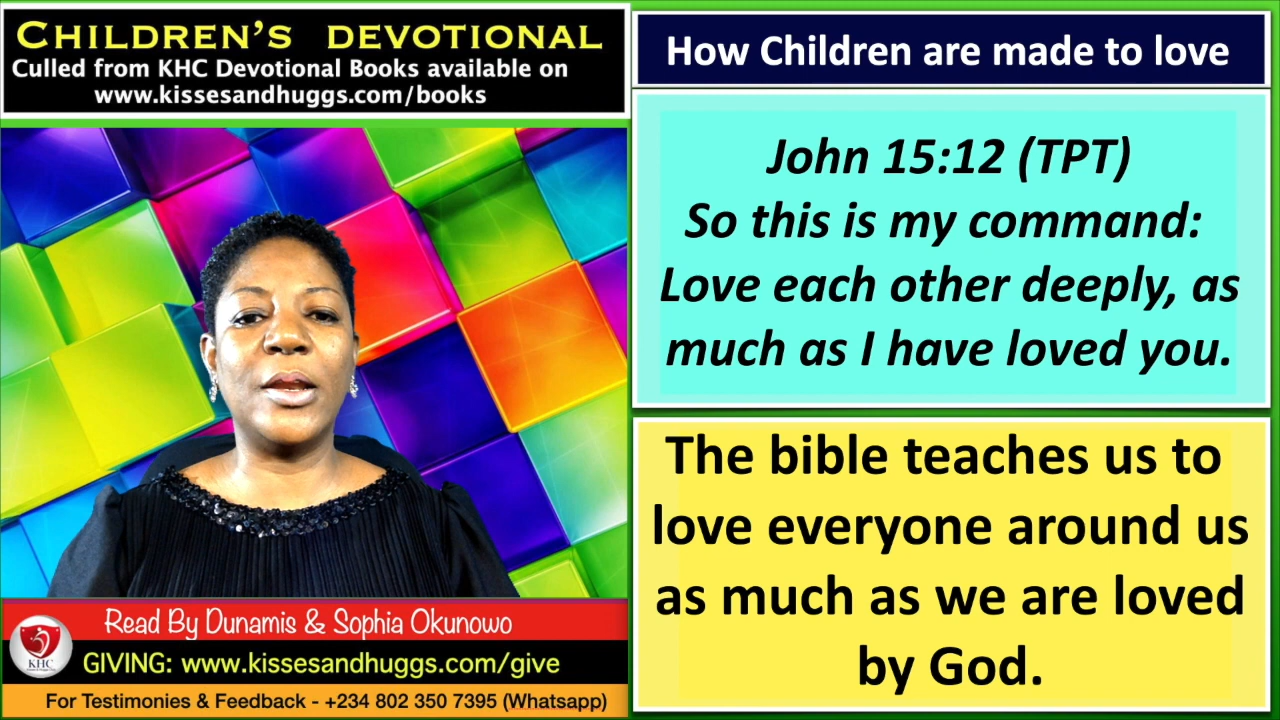 CHILDREN'S DEVOTIONAL
Culled from KHC Devotional Books available on
www.kissesandhuggs.com/books
How Children are made to love
John 15:12 (TPT)
So this is my command:
Love each other deeply, as
much as I have loved you.
The bible teaches us to
love everyone around us
as much as we are loved
by God.
Read By Dunamis & Sophia Okunowo
KHC
GIVING: www.kissesandhuggs.com/give
For Testimonies & Feedback - +234 802 350 7395 (Whatsapp)